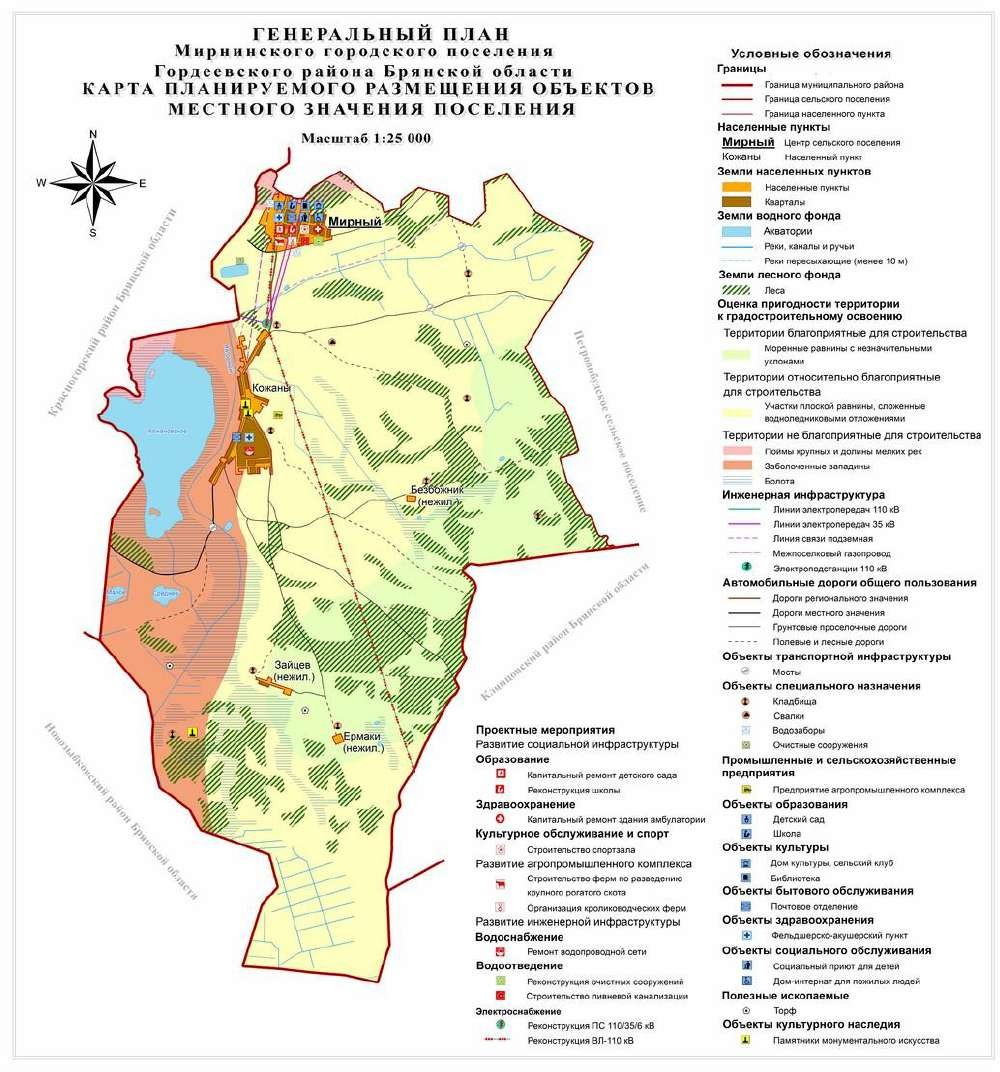 ГЕНЕРАЛЬНЫЙ ПЛАН
Мирнинского городского поселения
Гордеевского района Брянской области
КАРТА ПЛАНИРУЕМОГО РАЗМЕЩЕНИЯ ОБЪЕКТОВ
МЕСТНОГО ЗНАЧЕНИЯ ПОСЕЛЕНИЯ
Масштаб 1:25 000
N
W
E
S
Красногорский район Брянской области
Петровобудское сельское поселение
Клинцовский район Брянской области
Новозыбковский район Брянской области
Мирный
Кожаны
Кожановское
Безбожник
(нежил.)
Малое
Среднее
Зайцев
(нежил.)
Ермаки
(нежил.)
Проектные мероприятия
Развитие социальной инфраструктуры
Образование
Капитальный ремонт детского сада
Реконструкция школы
Здравоохранение
Капитальный ремонт здания амбулатории
Культурное обслуживание и спорт
Строительство спортзала
Развитие агропромышленного комплекса
Строительство ферм по разведению
крупного рогатого скота
Организация кролиководческих ферм
Развитие инженерной инфраструктуры
Водоснабжение
Ремонт водопроводной сети
Водоотведение
Реконструкция очистных сооружений
Строительство ливневой канализации
Электроснабжение
Реконструкция ПС 110/35/6 кВ
Реконструкция ВЛ-110 кВ
Условные обозначения
Границы
Граница муниципального района
Граница сельского поселения
Граница населенного пункта
Населенные пункты
Мирный Центр сельского поселения
Кожаны Населенный пункт
Земли населенных пунктов
Населенные пункты
Кварталы
Земли водного фонда
Акватории
Реки, каналы и ручьи
Реки пересыхающие (менее 10 м)
Земли лесного фонда
Леса
Оценка пригодности территории
к градостроительному освоению
Территории благоприятные для строительства
Моренные равнины с незначительными
уклонами
Территории относительно благоприятные
для строительства
Участки плоской равнины, сложенные
водноледниковыми отложениями
Территории не благоприятные для строительства
Поймы крупных и долины мелких рек
Заболоченные западины
Болота
Инженерная инфраструктура
Линии электропередач 110 кВ
Линии электропередач 35 кВ
Линия связи подземная
Межпоселковый газопровод
Электроподстанции 110 кВ
Автомобильные дороги общего пользования
Дороги регионального значения
Дороги местного значения
Грунтовые проселочные дороги
Полевые и лесные дороги
Объекты транспортной инфраструктуры
Мосты
Объекты специального назначения
Кладбища
Свалки
Водозаборы
Очистные сооружения
Промышленные и сельскохозяйственные
предприятия
Предприятие агропромышленного комплекса
Объекты образования
Детский сад
Школа
Объекты культуры
Дом культуры, сельский клуб
Библиотека
Объекты бытового обслуживания
Почтовое отделение
Объекты здравоохранения
Фельдшерско-акушерский пункт
Объекты социального обслуживания
Социальный приют для детей
Дом-интернат для пожилых людей
Полезные ископаемые
Торф
Объекты культурного наследия
Памятники монументального искусства